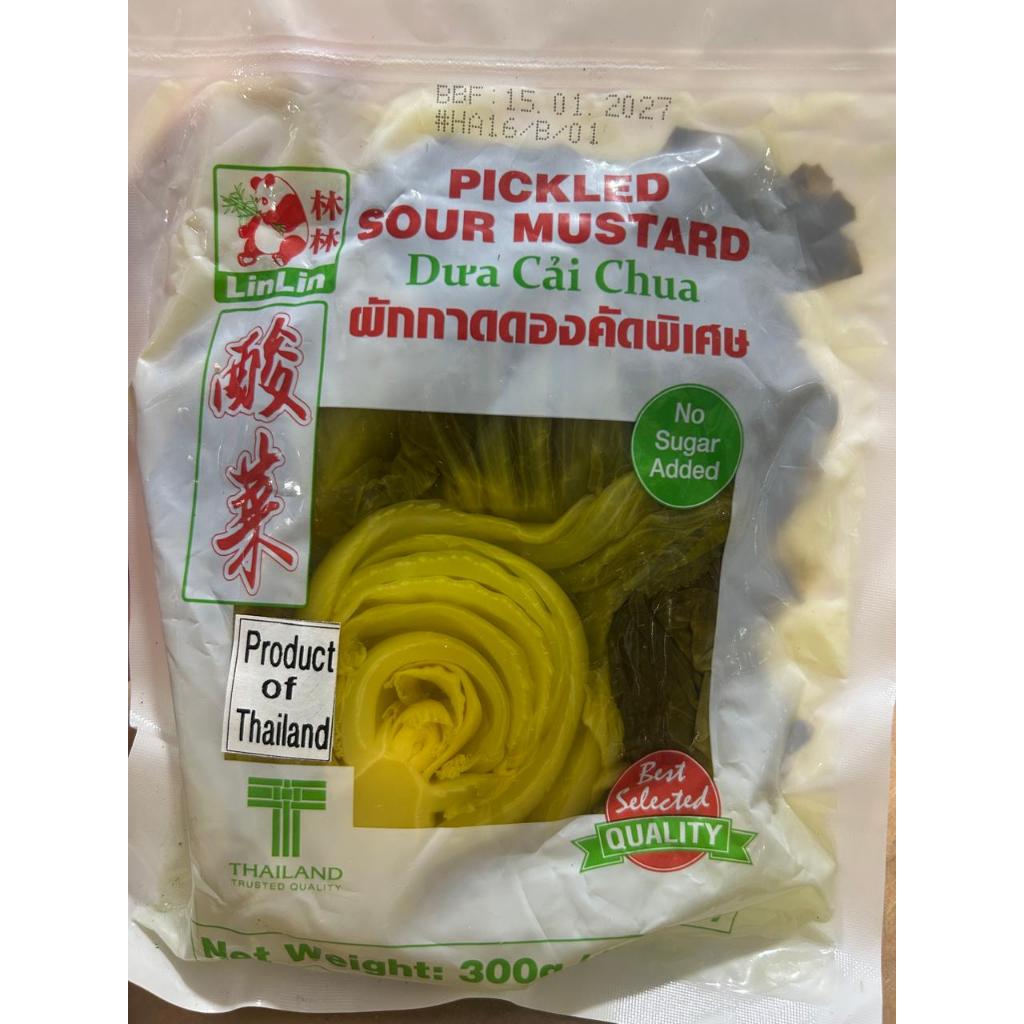 BBF:15.01.2027
#HA16/B/01
林
林
LinLin
PICKLED
SOUR MUSTARD
Dưa Cải Chua
ผักกาดดองคัดพิเศษ
酸
菜
No
Sugar
Added
Product
of
Thailand
THAILAND
TRUSTED QUALITY
Best
Selected
QUALITY
Net Weight: 300g